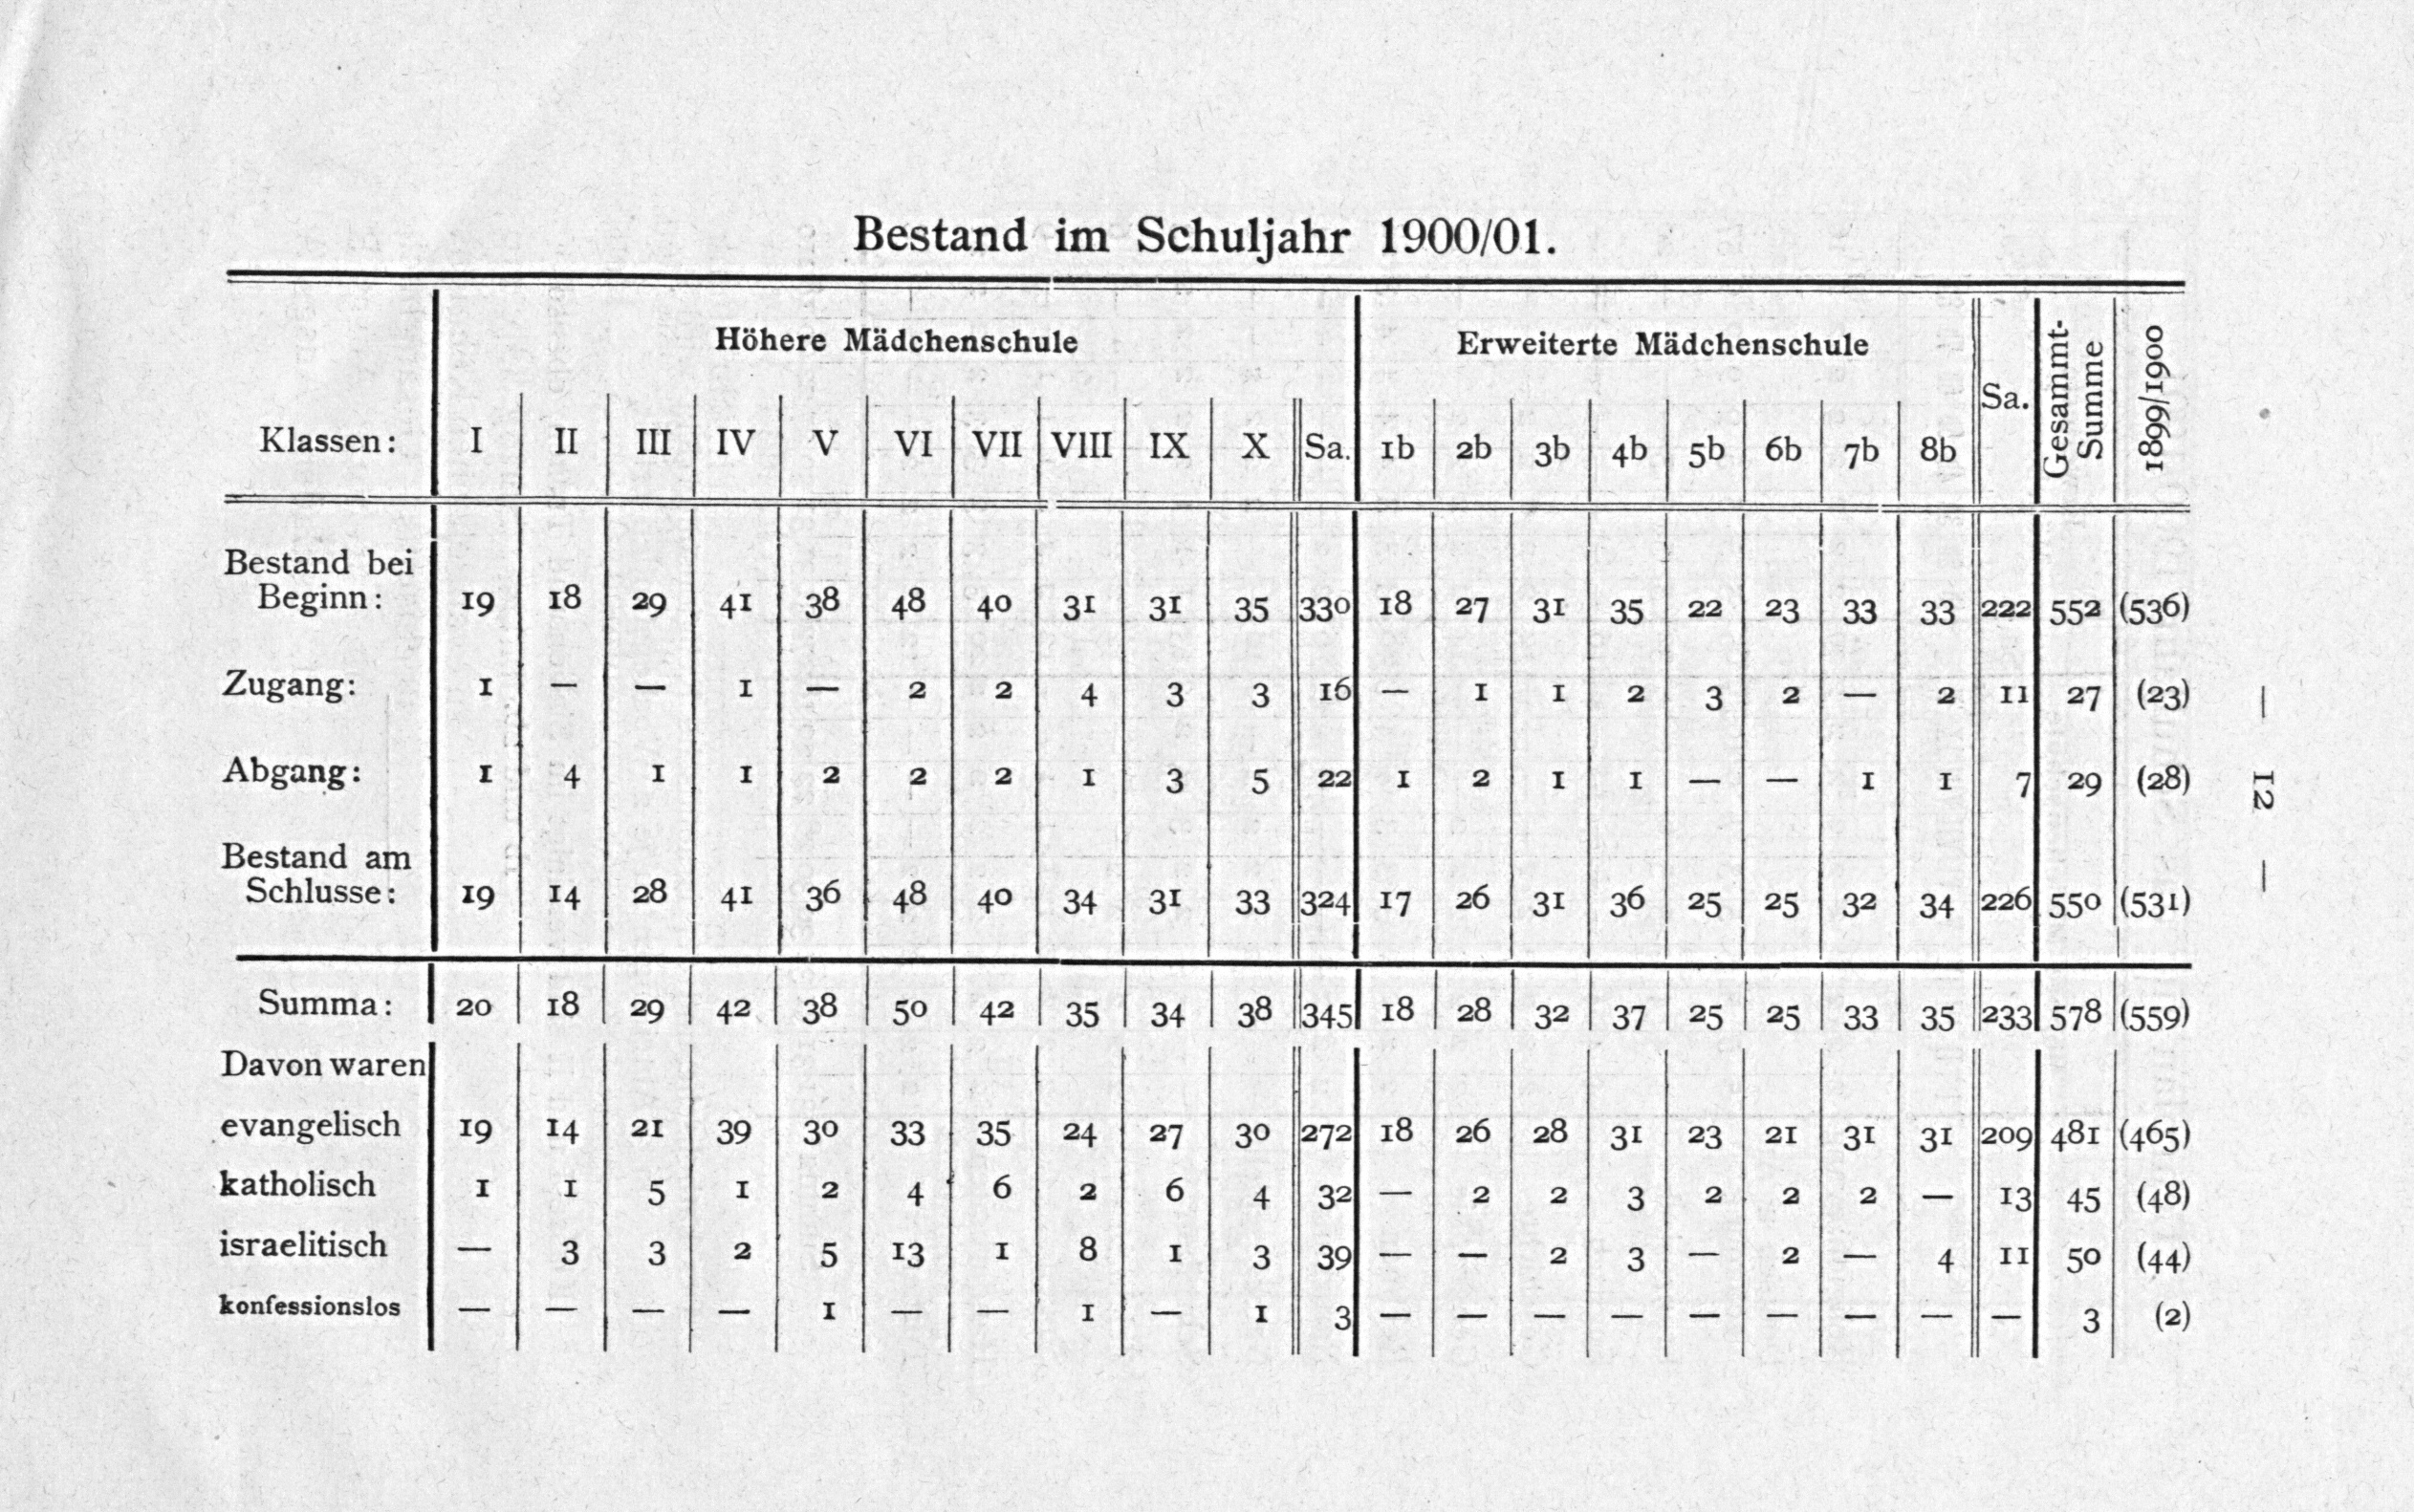 Bestand im Schuljahr 1900/01.
Höhere Mädchenschule Erweiterte Mädchenschule Sa. Gesammt-Summe 1899/1900
Klassen: I II III IV V VI VII VIII IX X Sa. 1b 2b 3b 4b 5b 6b 7b 8b
Bestand bei
Beginn: 19 18 29 41 38 48 40 31 31 35 330 18 27 31 35 22 23 33 33 222 552 (536)
Zugang: 1 — — 1 — 2 2 4 3 3 16 — 1 1 2 3 2 — 2 11 27 (23)
Abgang: 1 4 1 1 2 2 2 1 3 5 22 1 2 1 1 — — 1 1 7 29 (28)
Bestand am
Schlusse: 19 14 28 41 36 48 40 34 31 33 324 17 26 31 36 25 25 32 34 226 550 (531)
Summa: 20 18 29 42 38 50 42 35 34 38 345 18 28 32 37 25 25 33 35 233 578 (559)
Davon waren
evangelisch 19 14 21 39 30 33 35 24 27 30 272 18 26 28 31 23 21 31 31 209 481 (465)
katholisch 1 1 5 1 2 4 6 2 6 4 32 — 2 2 3 2 2 2 — 13 45 (48)
israelitisch — 3 3 2 5 13 1 8 1 3 39 — — 2 3 — 2 — 4 11 50 (44)
konfessionslos — — — — 1 — — 1 — 1 3 — — — — — — — — — 3 (2)
— 12 —